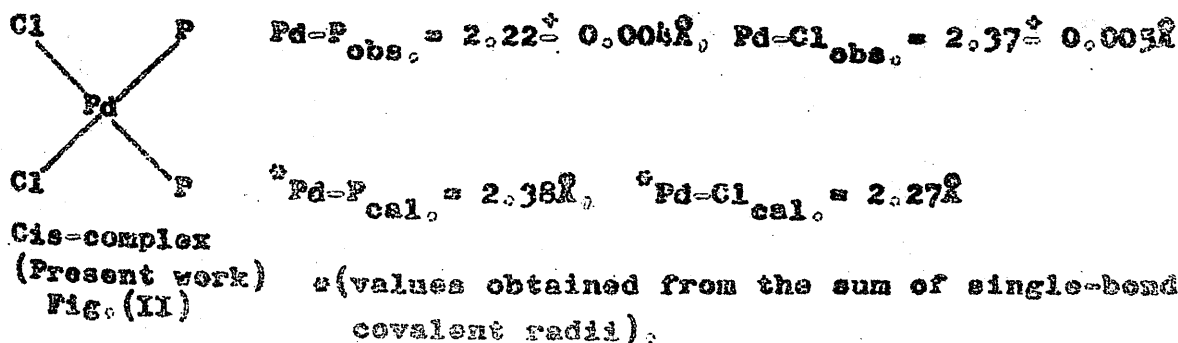 Cl P Pd-P obs. = 2.22 ± 0.004Å, Pd-Cl obs. = 2.37 ± 0.005Å
Pd
Cl P *Pd-P cal. = 2.38Å, *Pd-Cl cal. = 2.27Å
Cis-complex
(Present work) *(values obtained from the sum of single-bond
Fig.(II) covalent radii).